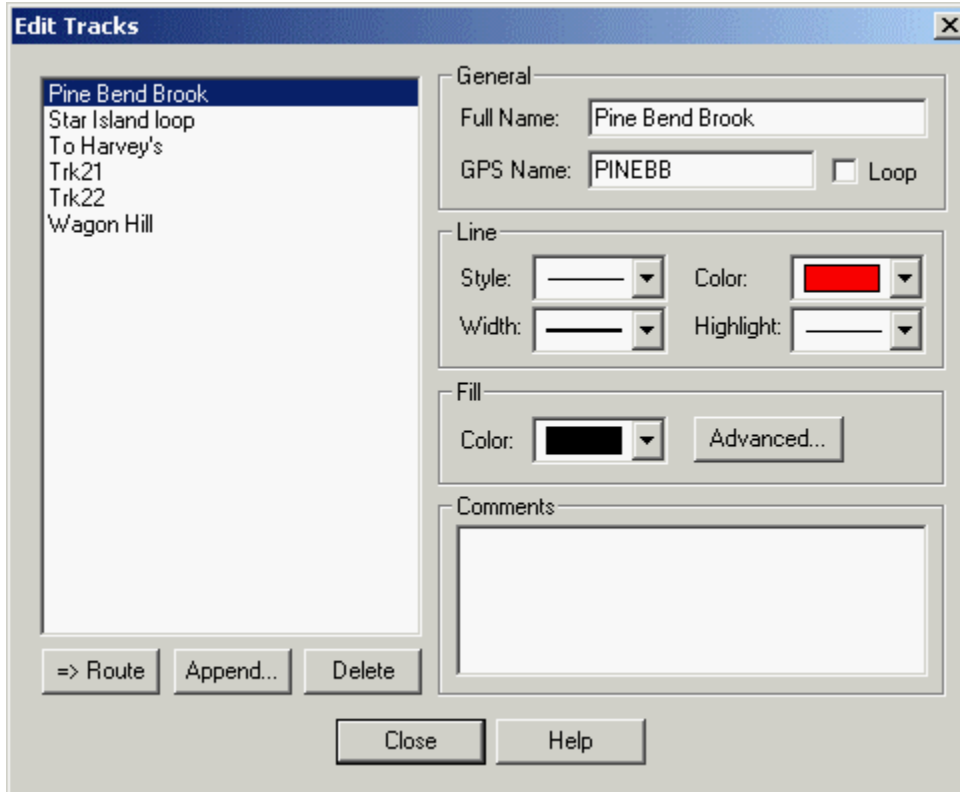 Edit Tracks
Pine Bend Brook
Star Island loop
To Harvey's
Trk21
Trk22
Wagon Hill
=> Route
Append...
Delete
General
Full Name: Pine Bend Brook
GPS Name: PINEBB
Loop
Line
Style:
Color:
Width:
Highlight:
Fill
Color:
Advanced...
Comments
Close
Help